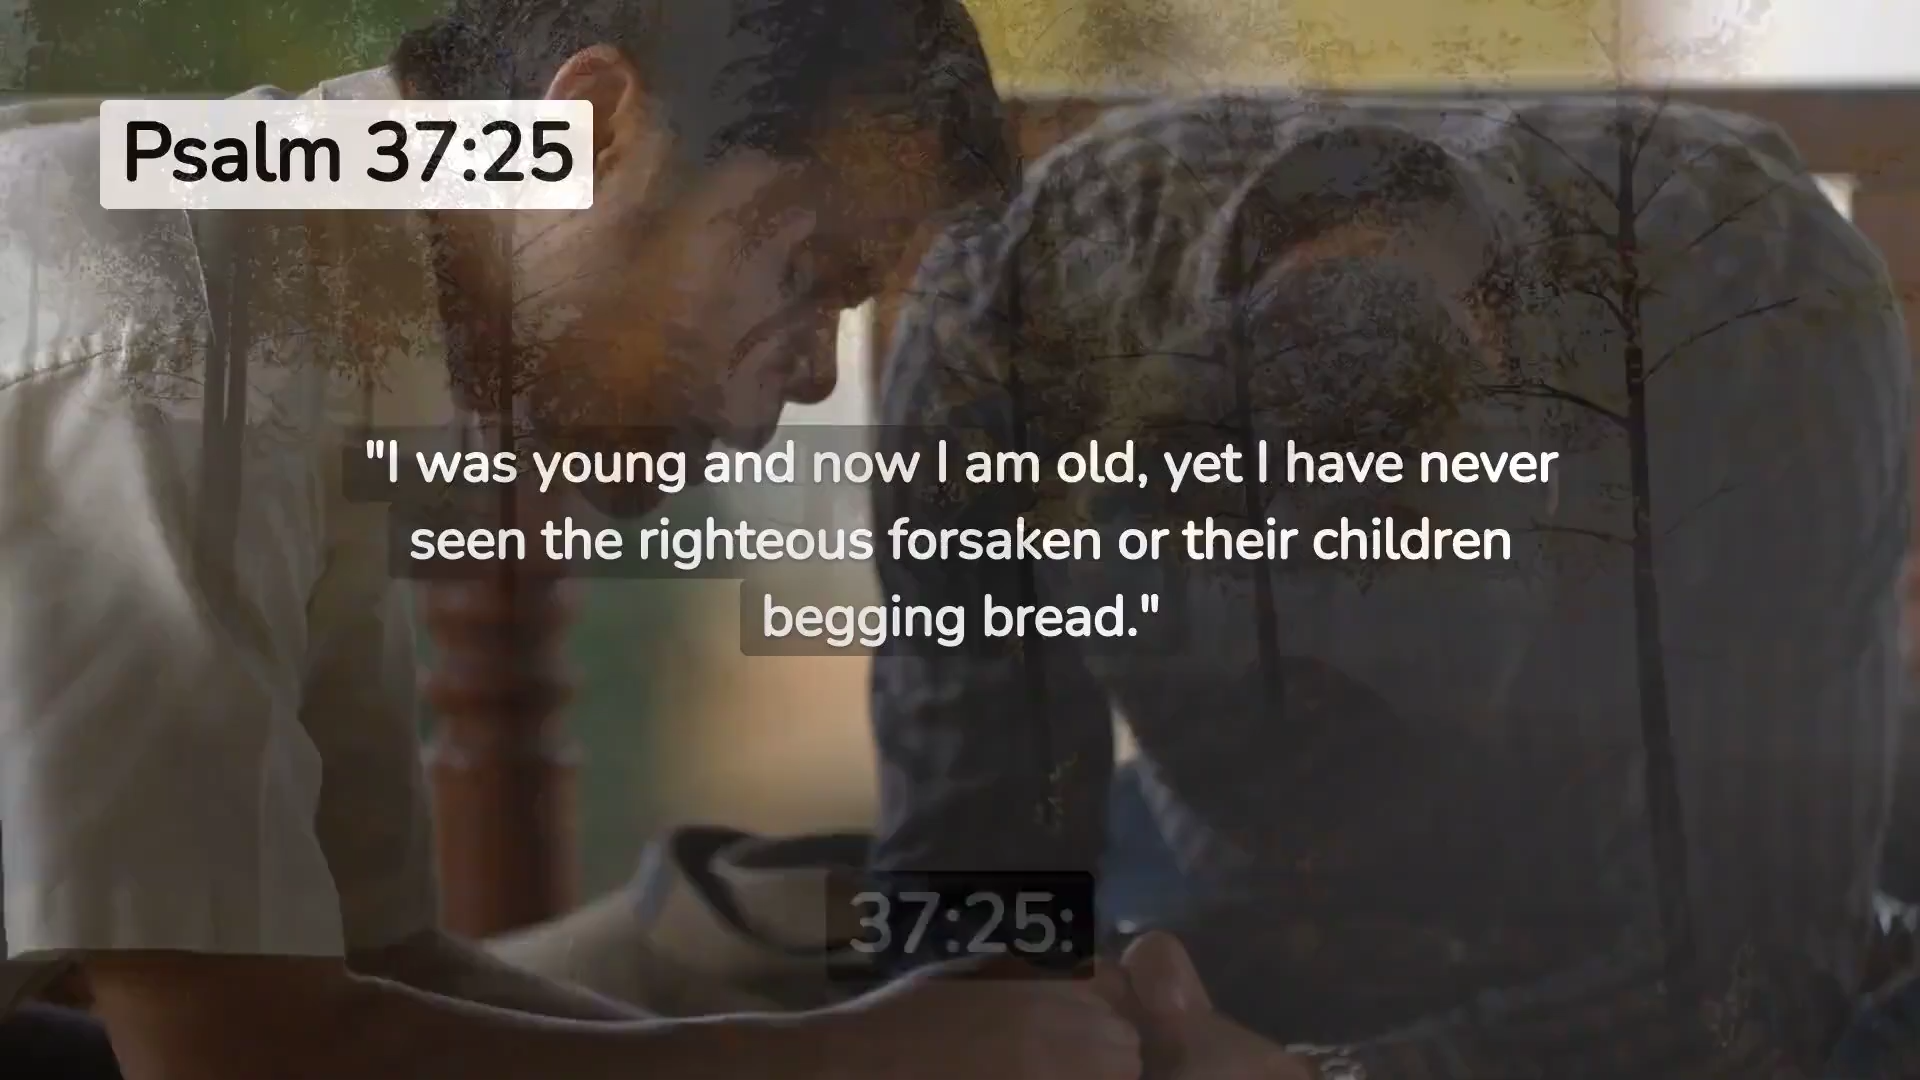 Psalm 37:25
"I was young and now I am old, yet I have never
seen the righteous forsaken or their children
begging bread."
37:25: